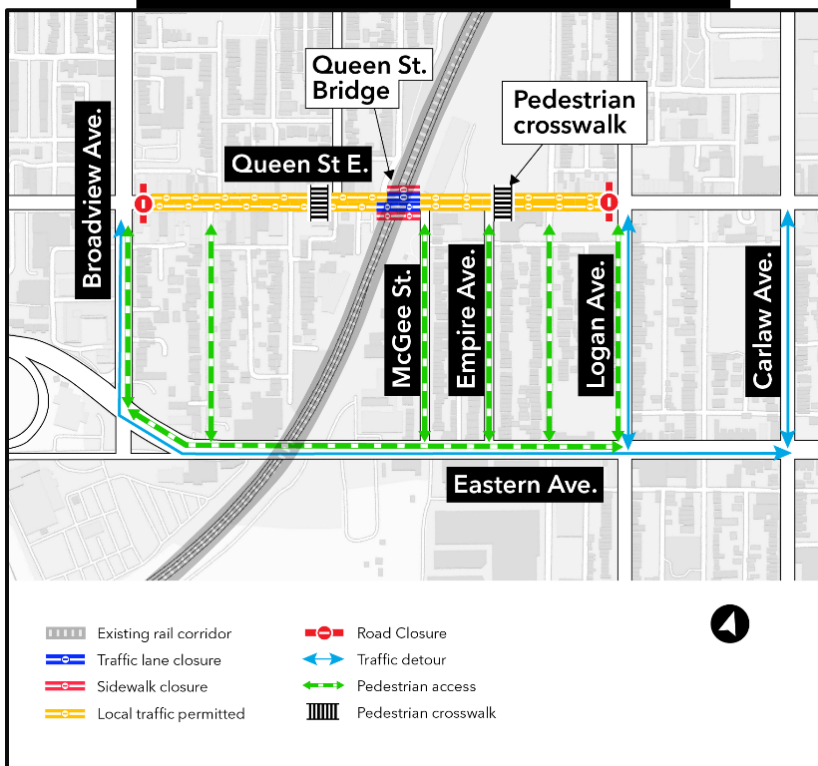 Queen St.
Bridge
Pedestrian
crosswalk
Queen St E.
Broadview Ave.
McGee St.
Empire Ave.
Logan Ave.
Carlaw Ave.
Eastern Ave.
Existing rail corridor
Traffic lane closure
Sidewalk closure
Local traffic permitted
Road Closure
Traffic detour
Pedestrian access
Pedestrian crosswalk